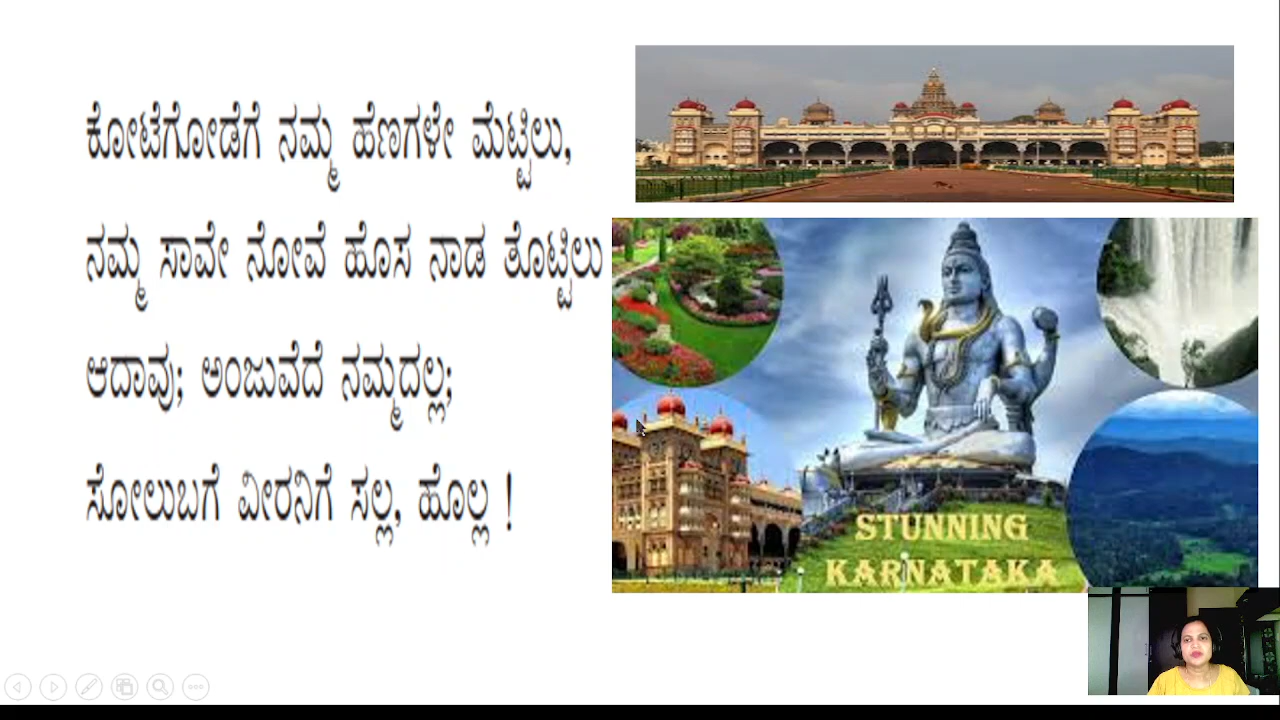 ಕೋಟೆಗೋಡೆಗೆ ನಮ್ಮ ಹೆಣಗಳೇ ಮೆಟ್ಟಿಲು,
ನಮ್ಮ ಸಾವೇ ನೋವೆ ಹೊಸ ನಾಡ ತೊಟ್ಟಿಲು
ಆದಾವು; ಅಂಜುವೆದೆ ನಮ್ಮದಲ್ಲ;
ಸೋಲುಬಗೆ ವೀರನಿಗೆ ಸಲ್ಲ, ಹೊಲ್ಲ !
STUNNING
KARNATAKA